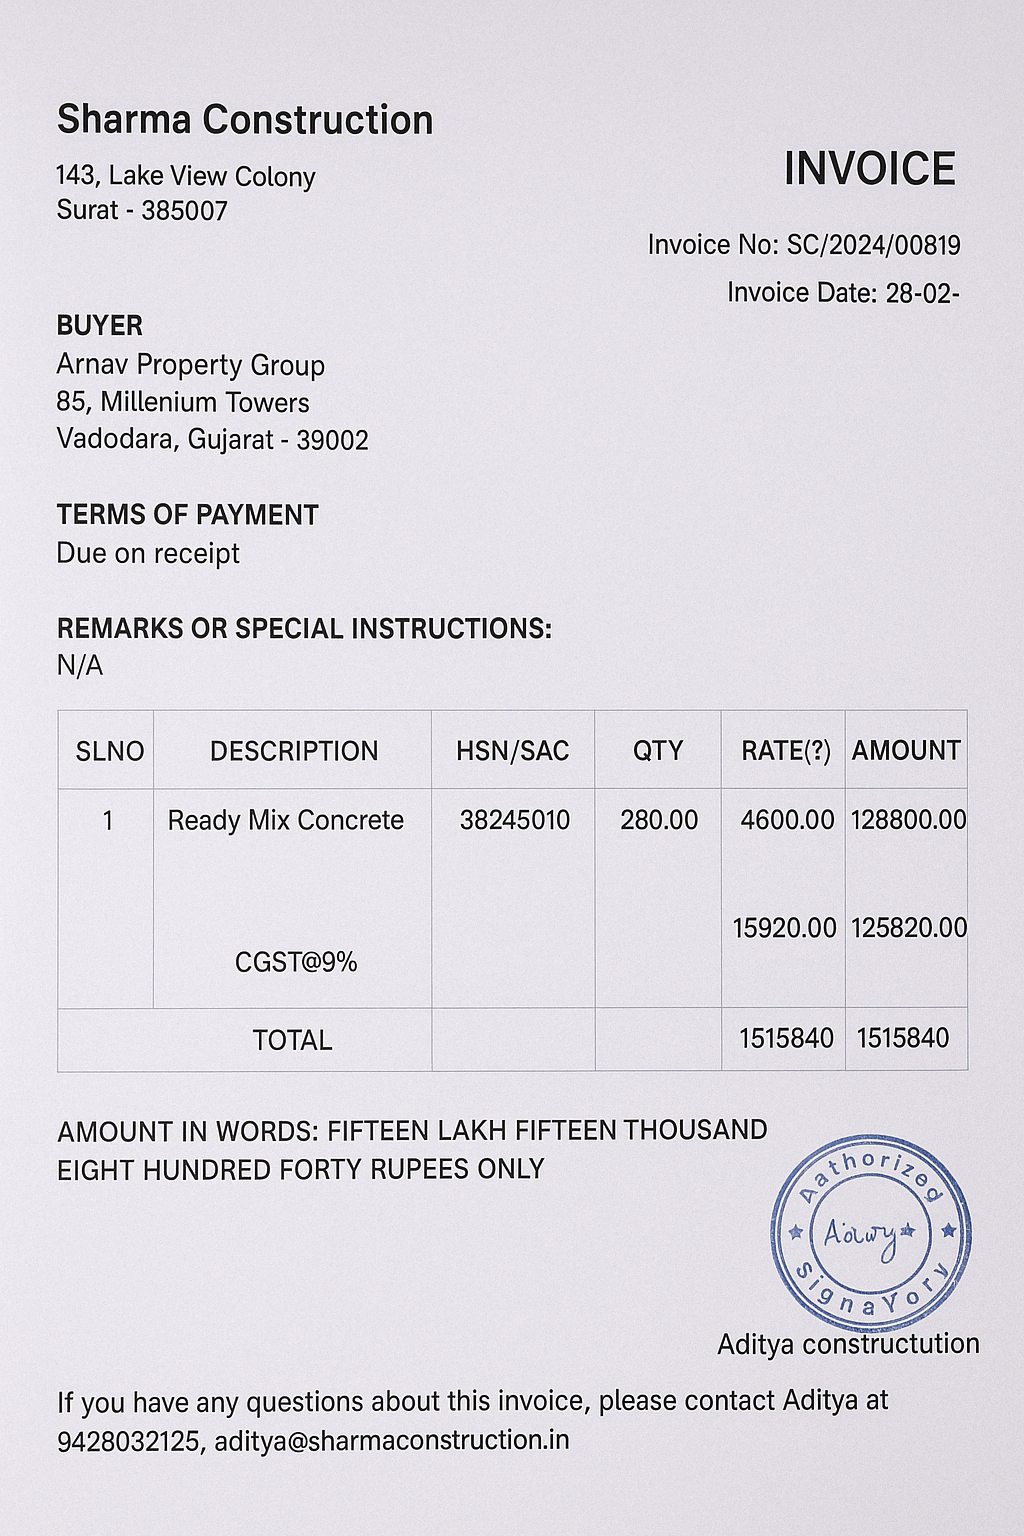 Sharma Construction
143, Lake View Colony
Surat - 385007
INVOICE
Invoice No: SC/2024/00819
Invoice Date: 28-02-
BUYER
Arnav Property Group
85, Millenium Towers
Vadodara, Gujarat - 39002
TERMS OF PAYMENT
Due on receipt
REMARKS OR SPECIAL INSTRUCTIONS:
N/A
SLNO DESCRIPTION HSN/SAC QTY RATE(?) AMOUNT
1 Ready Mix Concrete 38245010 280.00 4600.00 128800.00
15920.00 125820.00
CGST@9%
TOTAL 1515840 1515840
AMOUNT IN WORDS: FIFTEEN LAKH FIFTEEN THOUSAND
EIGHT HUNDRED FORTY RUPEES ONLY
Aathorized
SignaYory
Aditya constructution
If you have any questions about this invoice, please contact Aditya at
9428032125, aditya@sharmaconstruction.in